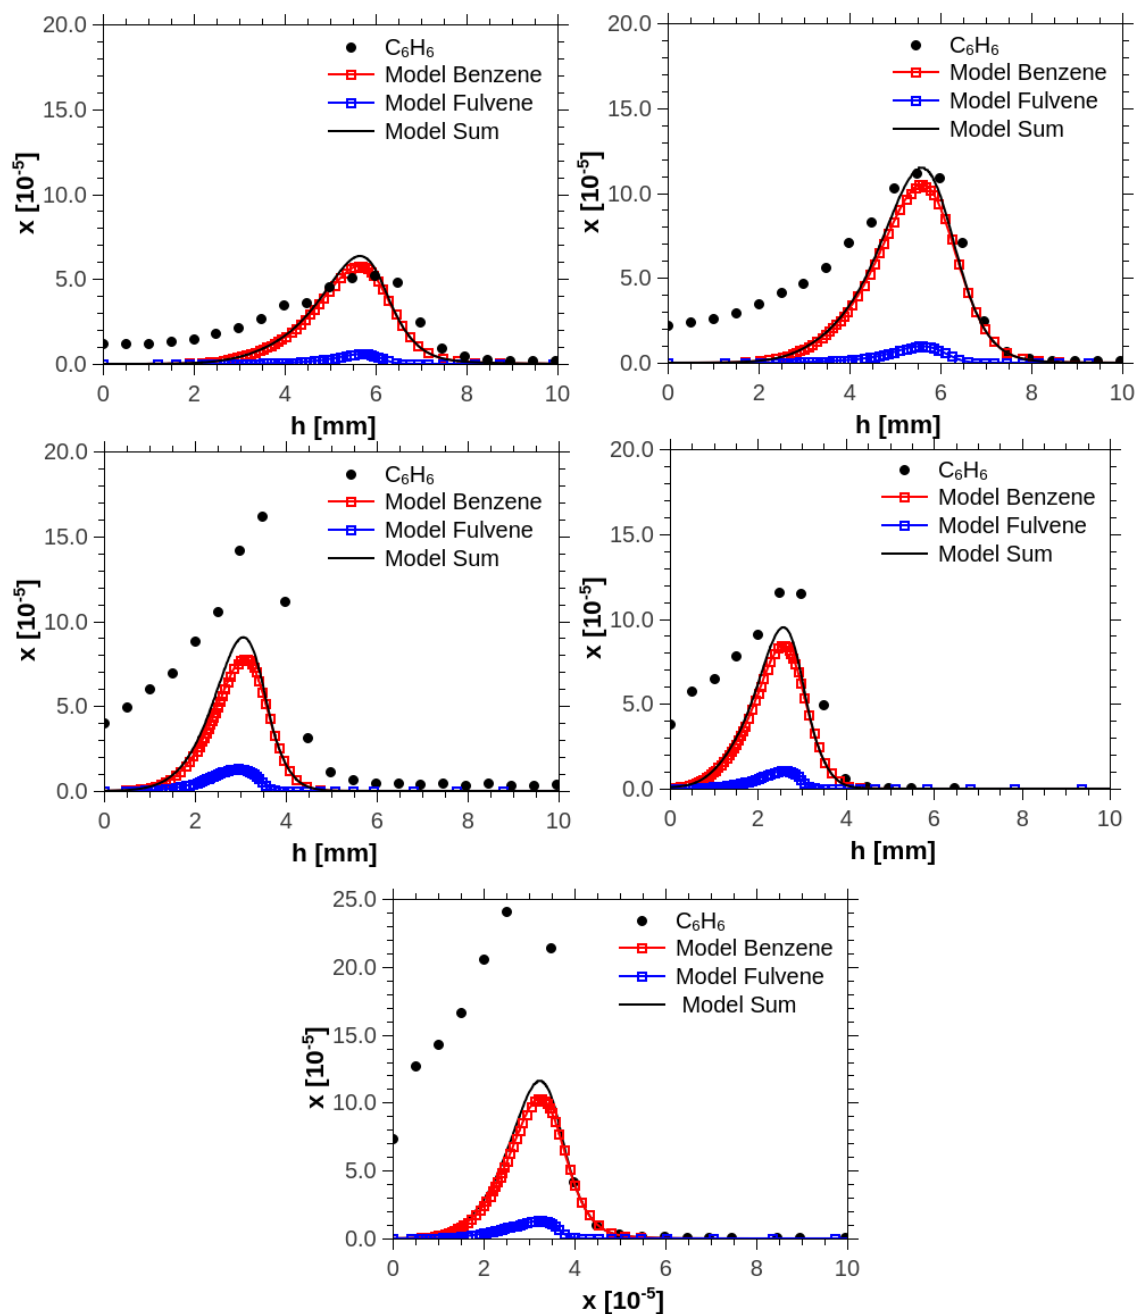 20.0
15.0
10.0
5.0
0.0
x [10⁻⁵]
C₆H₆
Model Benzene
Model Fulvene
Model Sum
0 2 4 6 8 10
h [mm]
20.0
15.0
10.0
5.0
0.0
x [10⁻⁵]
C₆H₆
Model Benzene
Model Fulvene
Model Sum
0 2 4 6 8 10
h [mm]
20.0
15.0
10.0
5.0
0.0
x [10⁻⁵]
C₆H₆
Model Benzene
Model Fulvene
Model Sum
0 2 4 6 8 10
h [mm]
20.0
15.0
10.0
5.0
0.0
x [10⁻⁵]
C₆H₆
Model Benzene
Model Fulvene
Model Sum
0 2 4 6 8 10
h [mm]
25.0
20.0
15.0
10.0
5.0
0.0
x [10⁻⁵]
C₆H₆
Model Benzene
Model Fulvene
Model Sum
0 2 4 6 8 10
x [10⁻⁵]